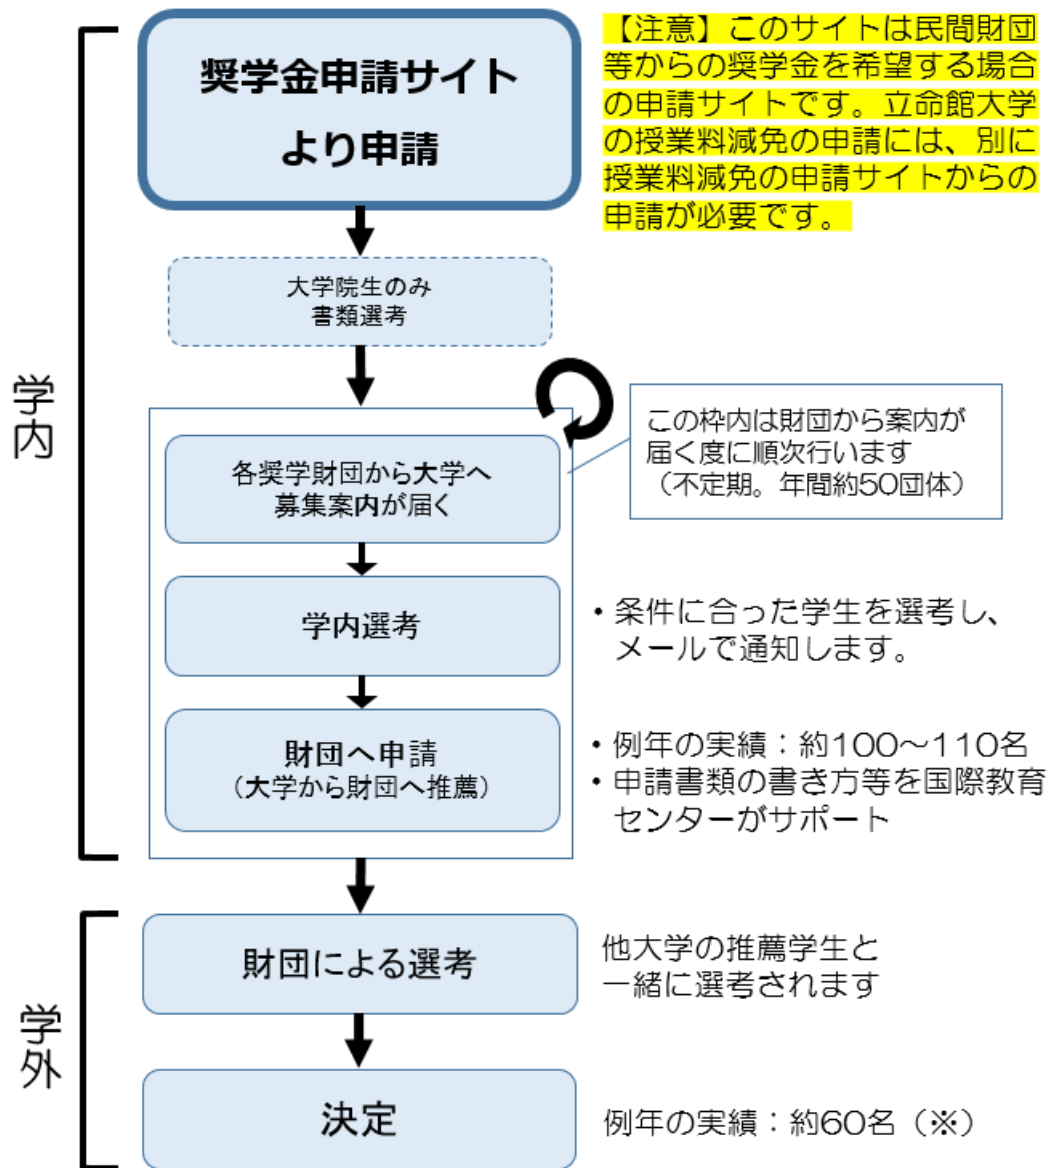 奨学金申請サイト
より申請
【注意】このサイトは民間財団
等からの奨学金を希望する場合
の申請サイトです。立命館大学
の授業料減免の申請には、別に
授業料減免の申請サイトからの
申請が必要です。
大学院生のみ
書類選考
学内
この枠内は財団から案内が
届く度に順次行います
（不定期。年間約50団体）
各奨学財団から大学へ
募集案内が届く
学内選考
・条件に合った学生を選考し、
メールで通知します。
財団へ申請
（大学から財団へ推薦）
・例年の実績：約100～110名
・申請書類の書き方等を国際教育
センターがサポート
学外
財団による選考
他大学の推薦学生と
一緒に選考されます
決定
例年の実績：約60名（※）